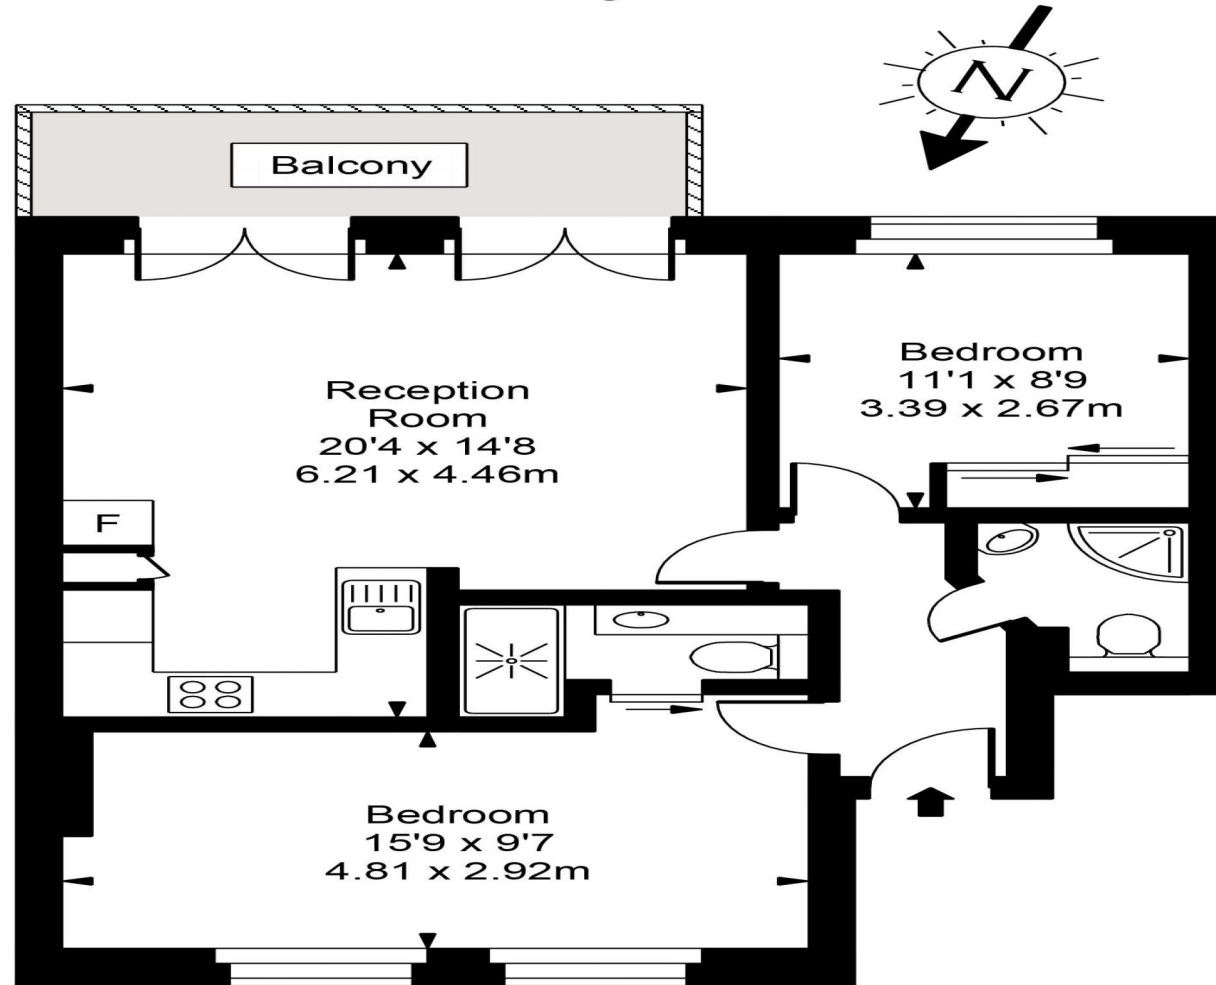 N
Balcony
Reception
Room
20'4 x 14'8
6.21 x 4.46m
Bedroom
11'1 x 8'9
3.39 x 2.67m
F
Bedroom
15'9 x 9'7
4.81 x 2.92m